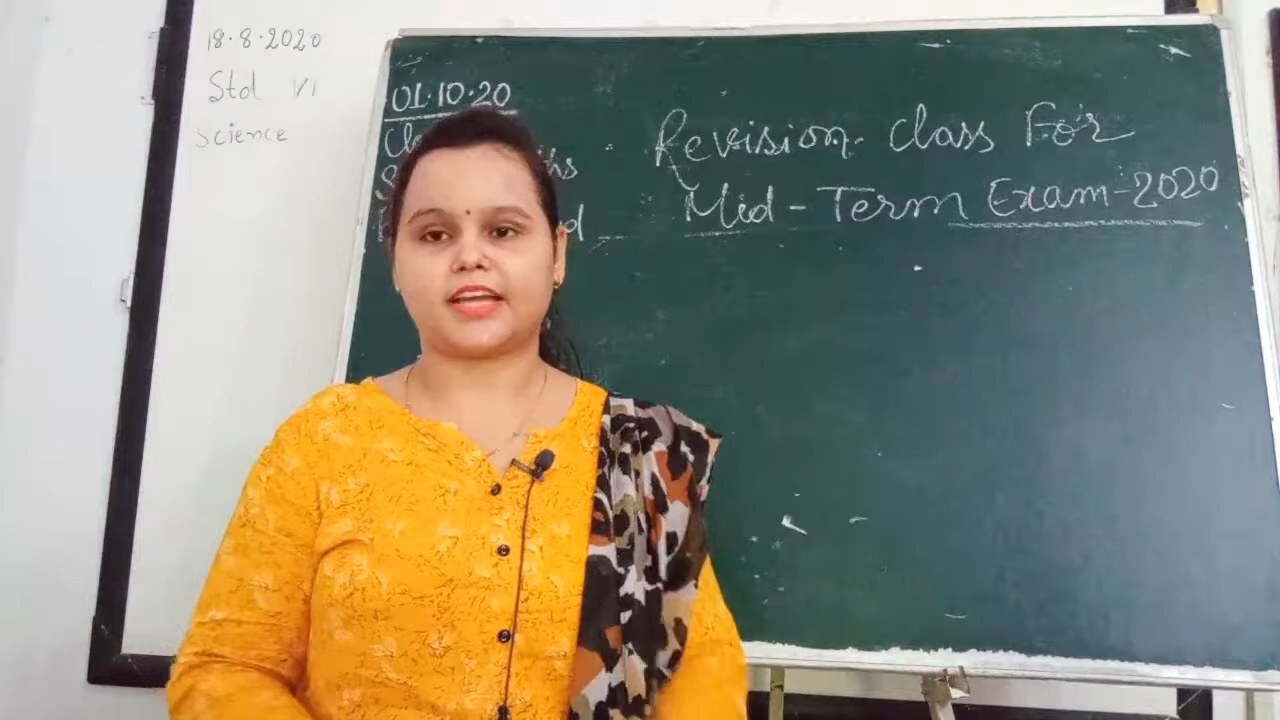 18.8.2020
Std VI
Science
01.10.20
Revision Class For
Mid-Term Exam-2020